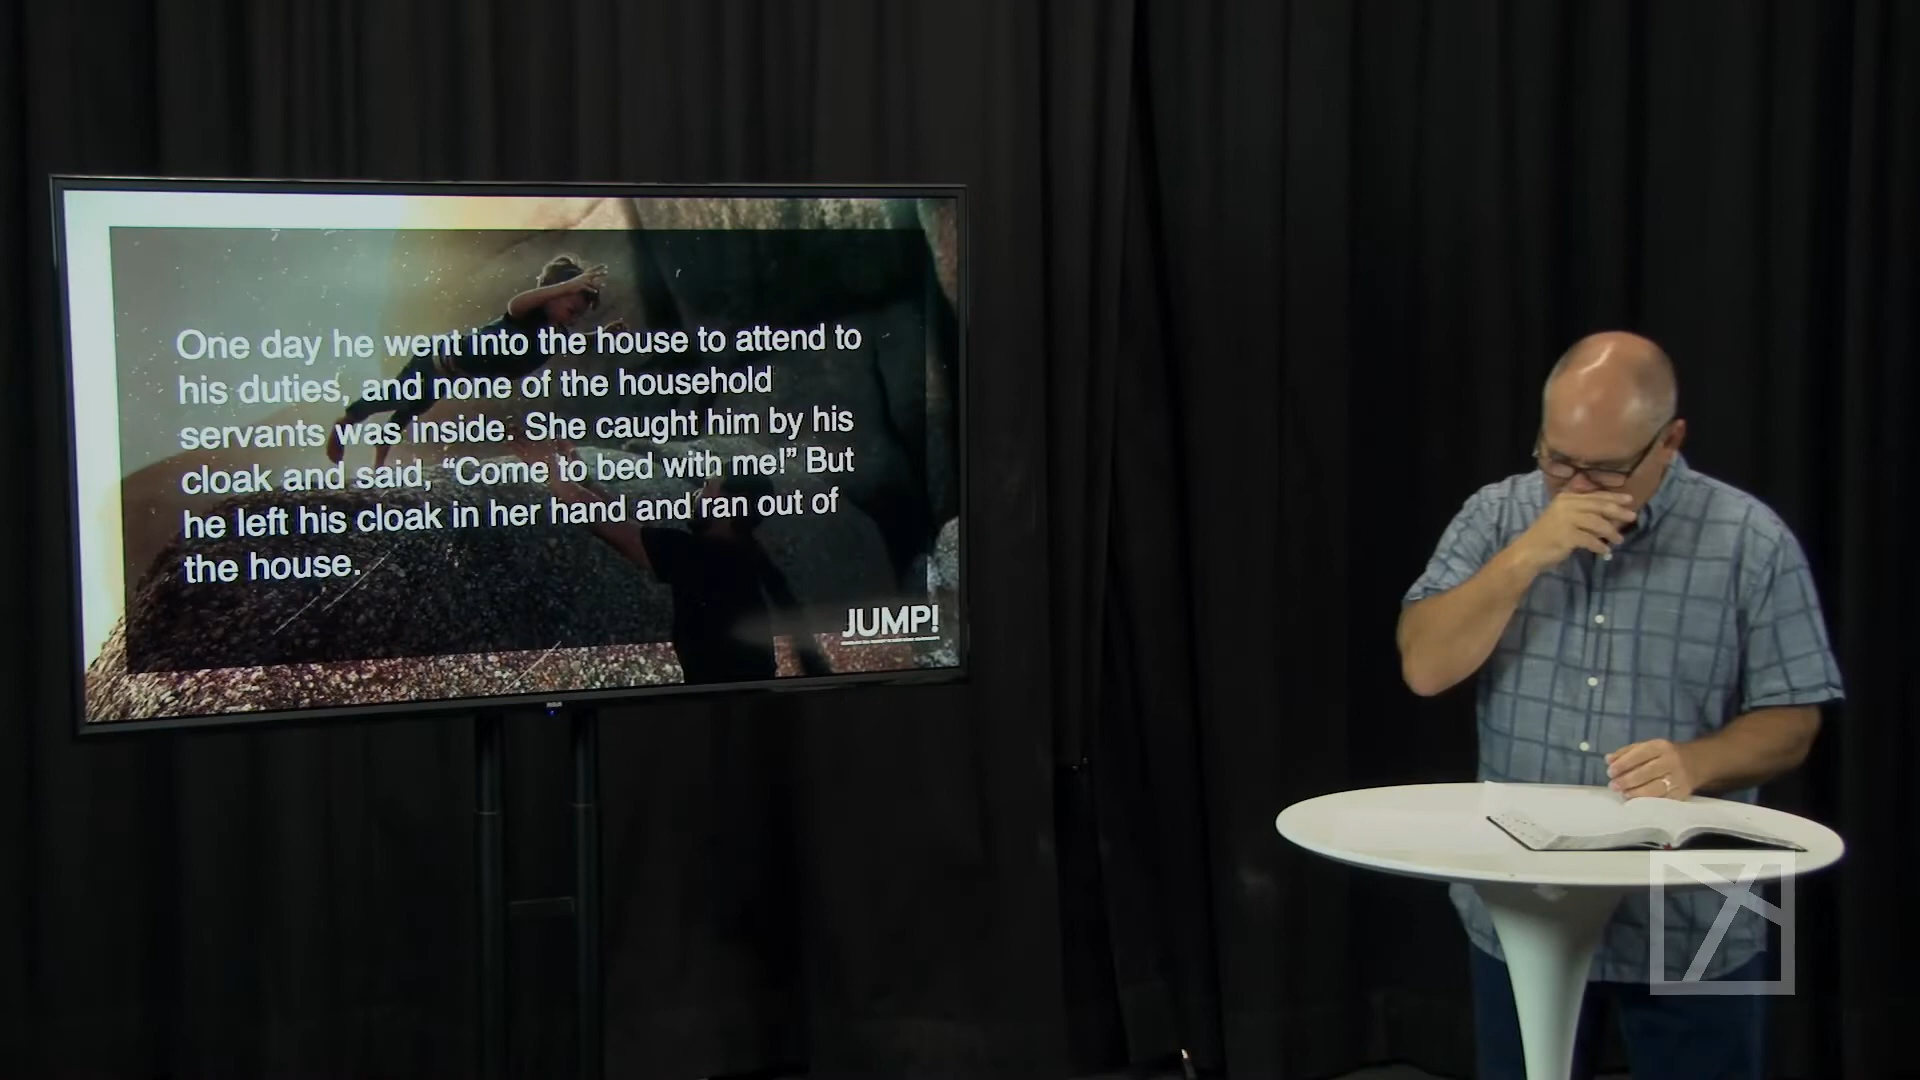 One day he went into the house to attend to
his duties, and none of the household
servants was inside. She caught him by his
cloak and said, “Come to bed with me!” But
he left his cloak in her hand and ran out of
the house.
JUMP!